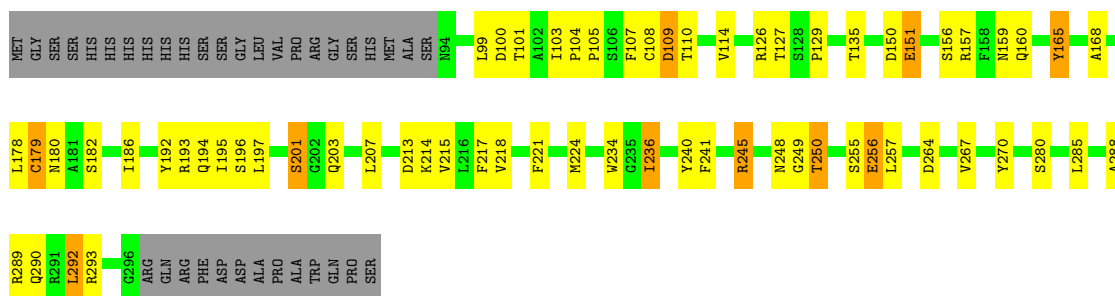 MET GLY SER SER HIS HIS HIS HIS HIS HIS SER SER GLY LEU VAL PRO ARG GLY SER HIS MET ALA SER N94 L99 D100 T101 A102 I103 P104 P105 S106 F107 C108 D109 T110 V114 R126 T127 S128 P129 T135 D150 E151 S156 R157 F158 N159 Q160 Y165 A168
L178 C179 N180 A181 S182 I186 Y192 R193 Q194 I195 S196 L197 S201 G202 Q203 L207 D213 K214 V215 L216 F217 V218 F221 M224 W234 G235 I236 Y240 F241 R245 N248 G249 T250 S255 E256 L257 D264 V267 Y270 S280 L285 A288
R289 Q290 R291 L292 R293 G296 ARG GLN ARG PHE ASP ASP ALA PRO ALA TRP GLN PRO SER